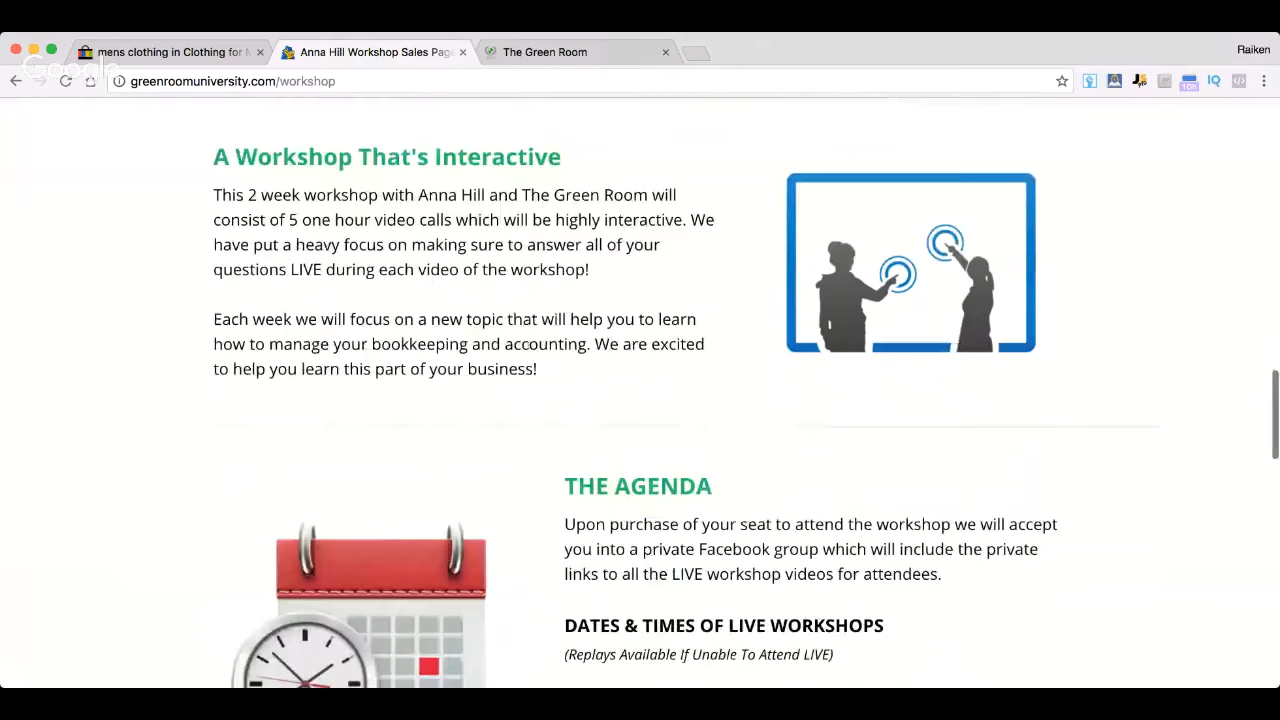 mens clothing in Clothing for M
Anna Hill Workshop Sales Page
The Green Room
Raiken
Google
greenroomuniversity.com/workshop
10h
IQ
A Workshop That's Interactive
This 2 week workshop with Anna Hill and The Green Room will
consist of 5 one hour video calls which will be highly interactive. We
have put a heavy focus on making sure to answer all of your
questions LIVE during each video of the workshop!
Each week we will focus on a new topic that will help you to learn
how to manage your bookkeeping and accounting. We are excited
to help you learn this part of your business!
THE AGENDA
Upon purchase of your seat to attend the workshop we will accept
you into a private Facebook group which will include the private
links to all the LIVE workshop videos for attendees.
DATES & TIMES OF LIVE WORKSHOPS
(Replays Available If Unable To Attend LIVE)